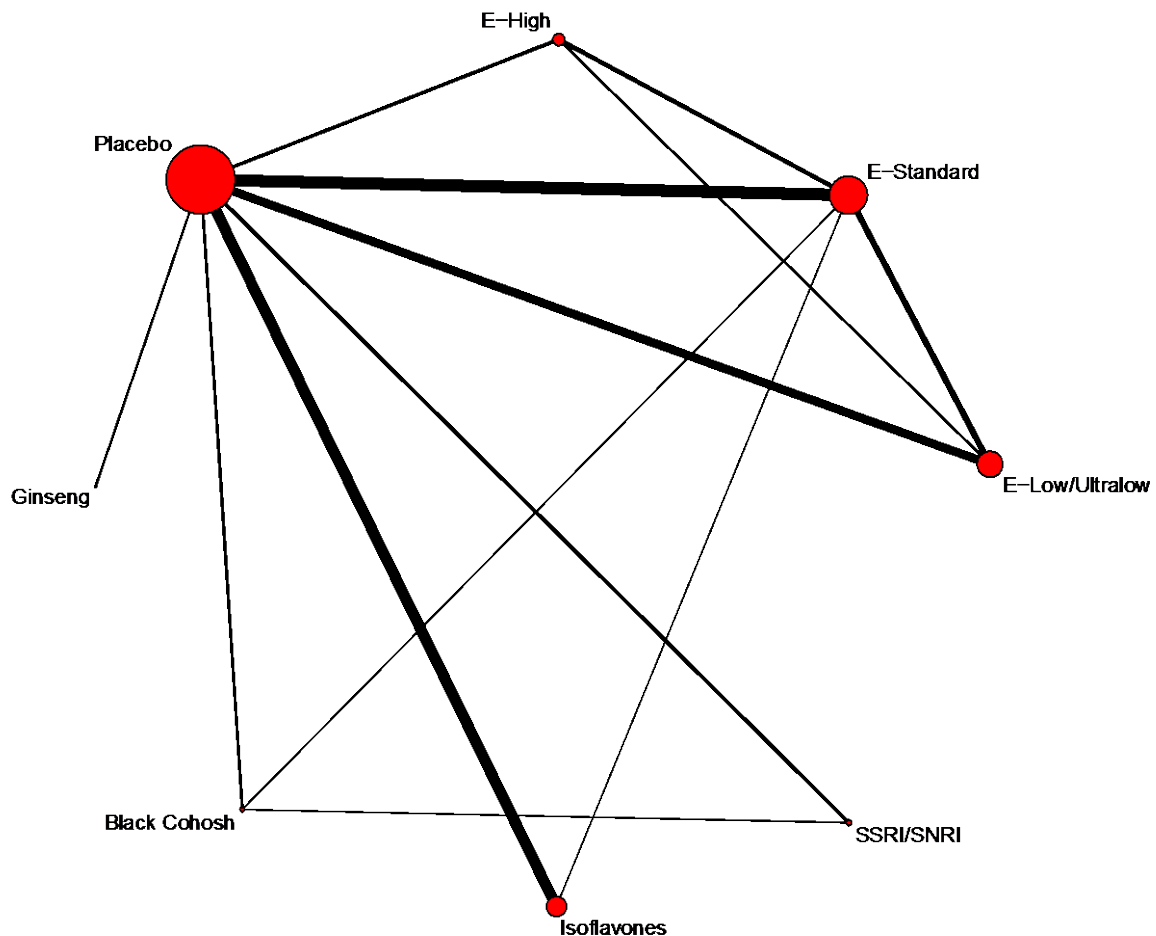 E−High
Placebo
E−Standard
E−Low/Ultralow
Ginseng
Black Cohosh
SSRI/SNRI
Isoflavones